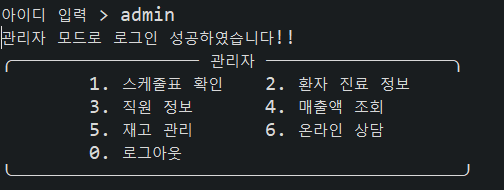 아이디 입력 > admin
관리자 모드로 로그인 성공하였습니다!!
관리자
1. 스케줄표 확인 2. 환자 진료 정보
3. 직원 정보 4. 매출액 조회
5. 재고 관리 6. 온라인 상담
0. 로그아웃